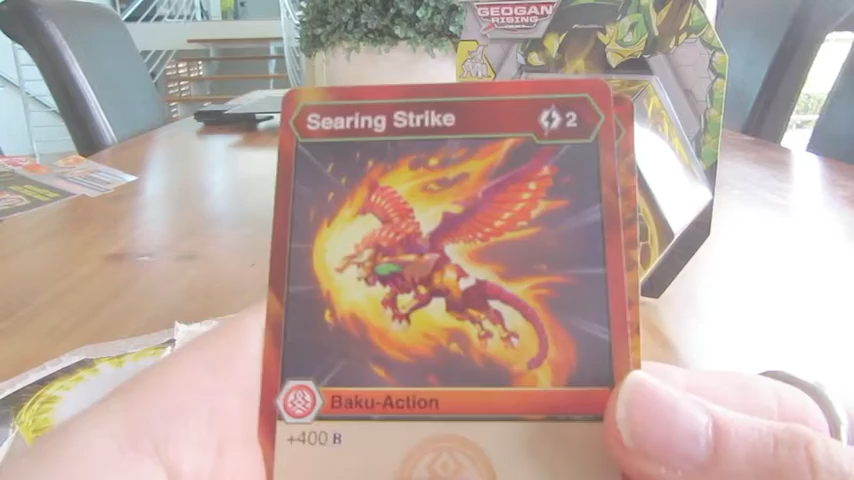 GEOGAN
RISING
Searing Strike
2
Baku-Action
+400 B